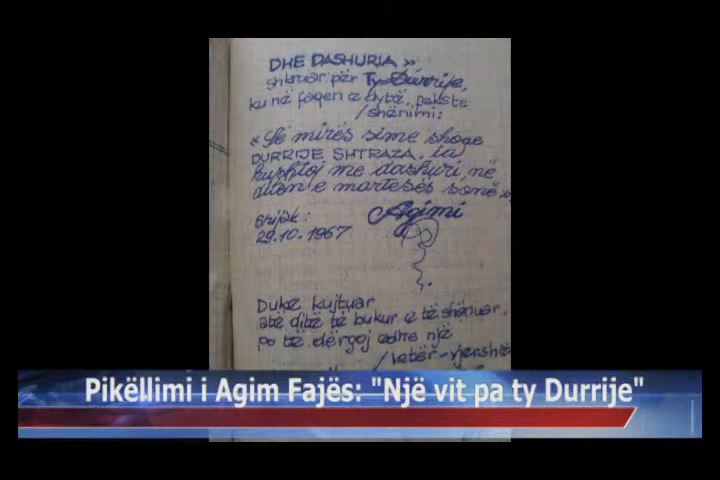 DHE DASHURIA »
shkruar për Ty Durrije,
ku në faqen e dytë, pakste
/shënimi:
« Së mirës sime shoqe
DURRIJE SHTRAZA, ia
kushtoj me dashuri, në
ditën e martesës sonë »
29.10.1967
Agimi
Duke kujtuar
atë ditë të bukur e të shënuar,
po të dërgoj edhe një
/letër-vjershë
Pikëllimi i Agim Fajës: "Një vit pa ty Durrije"